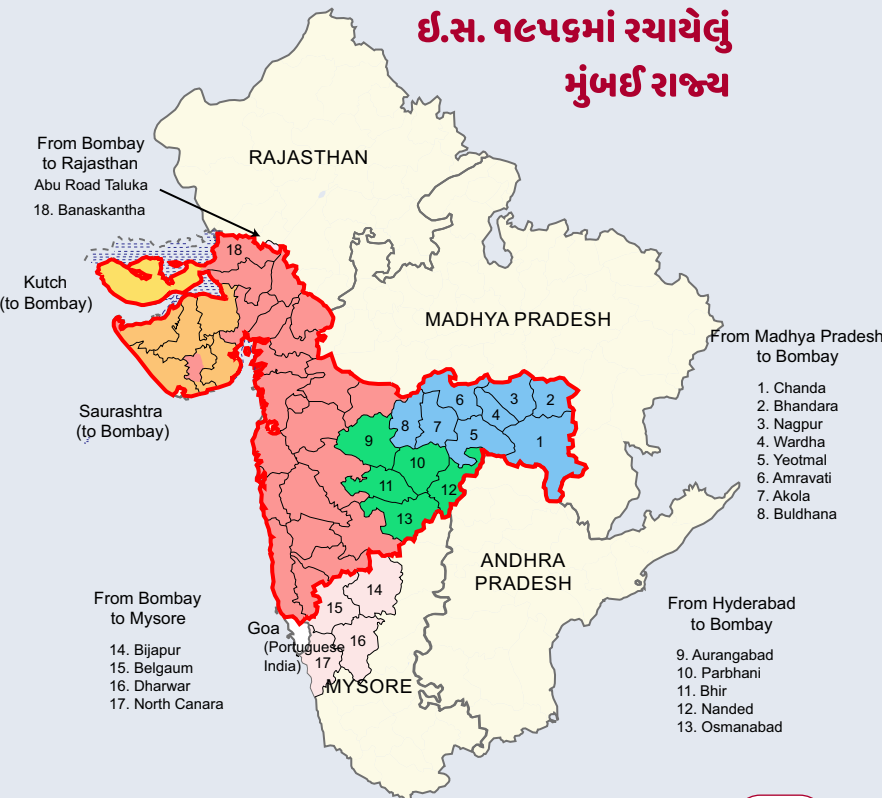 ઈ.સ. ૧૯૫૬માં રચાયેલું
મુંબઈ રાજ્ય
From Bombay
to Rajasthan
Abu Road Taluka
18. Banaskantha
RAJASTHAN
18
Kutch
(to Bombay)
MADHYA PRADESH
From Madhya Pradesh
to Bombay
1. Chanda
2. Bhandara
3. Nagpur
4. Wardha
5. Yeotmal
6. Amravati
7. Akola
8. Buldhana
Saurashtra
(to Bombay)
6
3
2
4
8
7
5
1
9
10
11
12
13
ANDHRA
PRADESH
From Bombay
to Mysore
14. Bijapur
15. Belgaum
16. Dharwar
17. North Canara
14
15
16
17
Goa
(Portuguese
India)
MYSORE
From Hyderabad
to Bombay
9. Aurangabad
10. Parbhani
11. Bhir
12. Nanded
13. Osmanabad